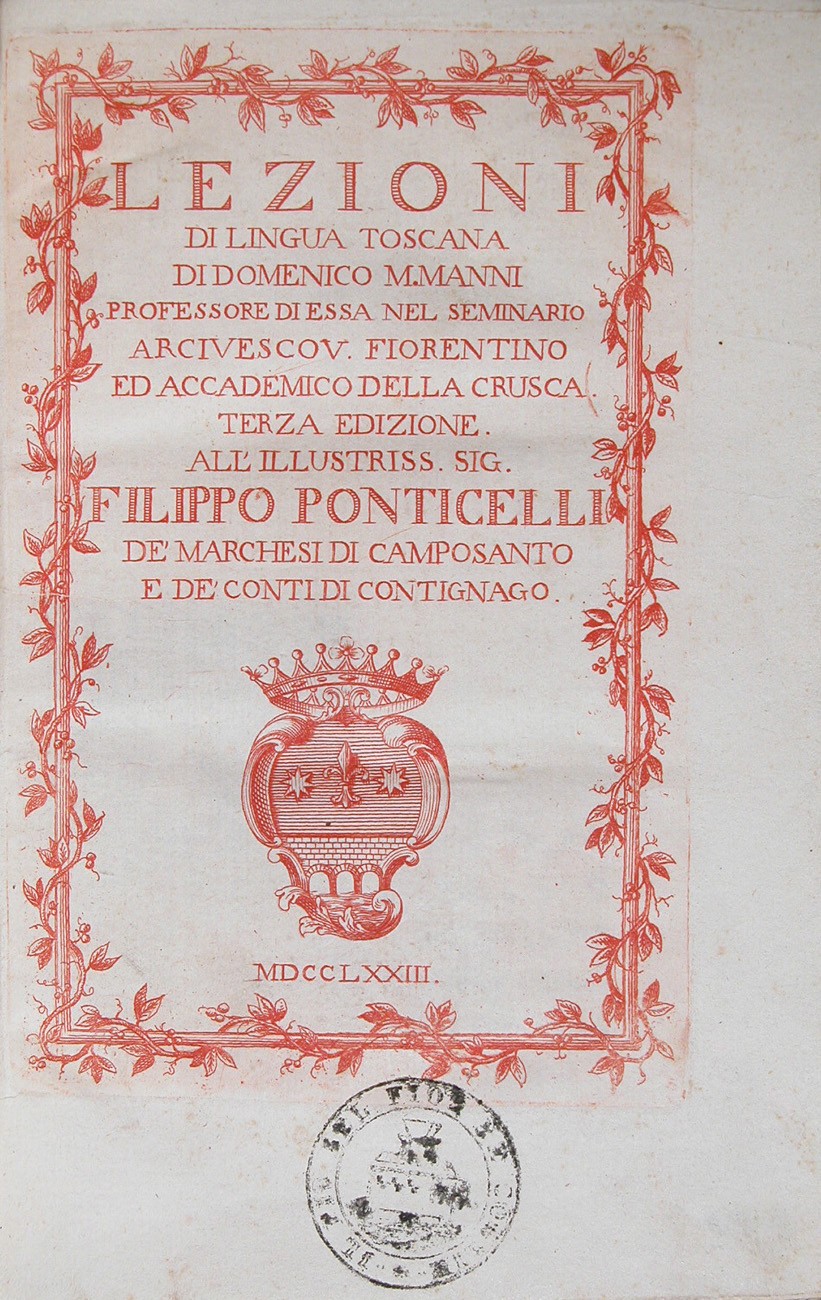 LEZIONI
DI LINGUA TOSCANA
DI DOMENICO M. MANNI
PROFESSORE DI ESSA NEL SEMINARIO
ARCIVESCOV. FIORENTINO
ED ACCADEMICO DELLA CRUSCA.
TERZA EDIZIONE.
ALL' ILLUSTRISS. SIG.
FILIPPO PONTICELLI
DE' MARCHESI DI CAMPOSANTO
E DE' CONTI DI CONTIGNAGO.
MDCCLXXIII.